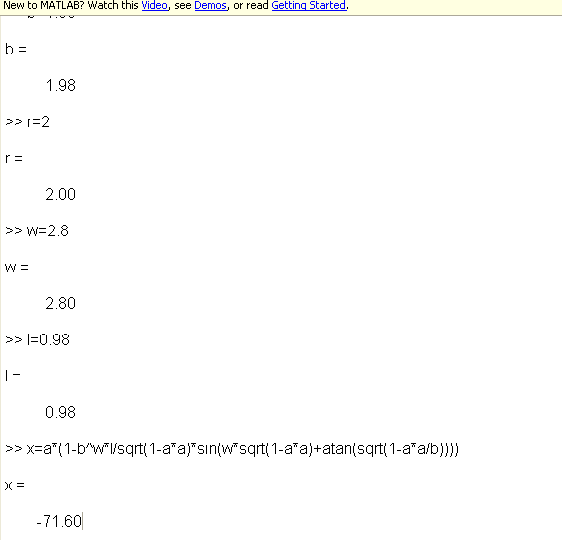 New to MATLAB? Watch this Video, see Demos, or read Getting Started.
b =
1.98
>> r=2
r =
2.00
>> w=2.8
w =
2.80
>> l=0.98
l =
0.98
>> x=a*(1-b^w*l/sqrt(1-a*a)*sin(w*sqrt(1-a*a)+atan(sqrt(1-a*a/b))))
x =
-71.60